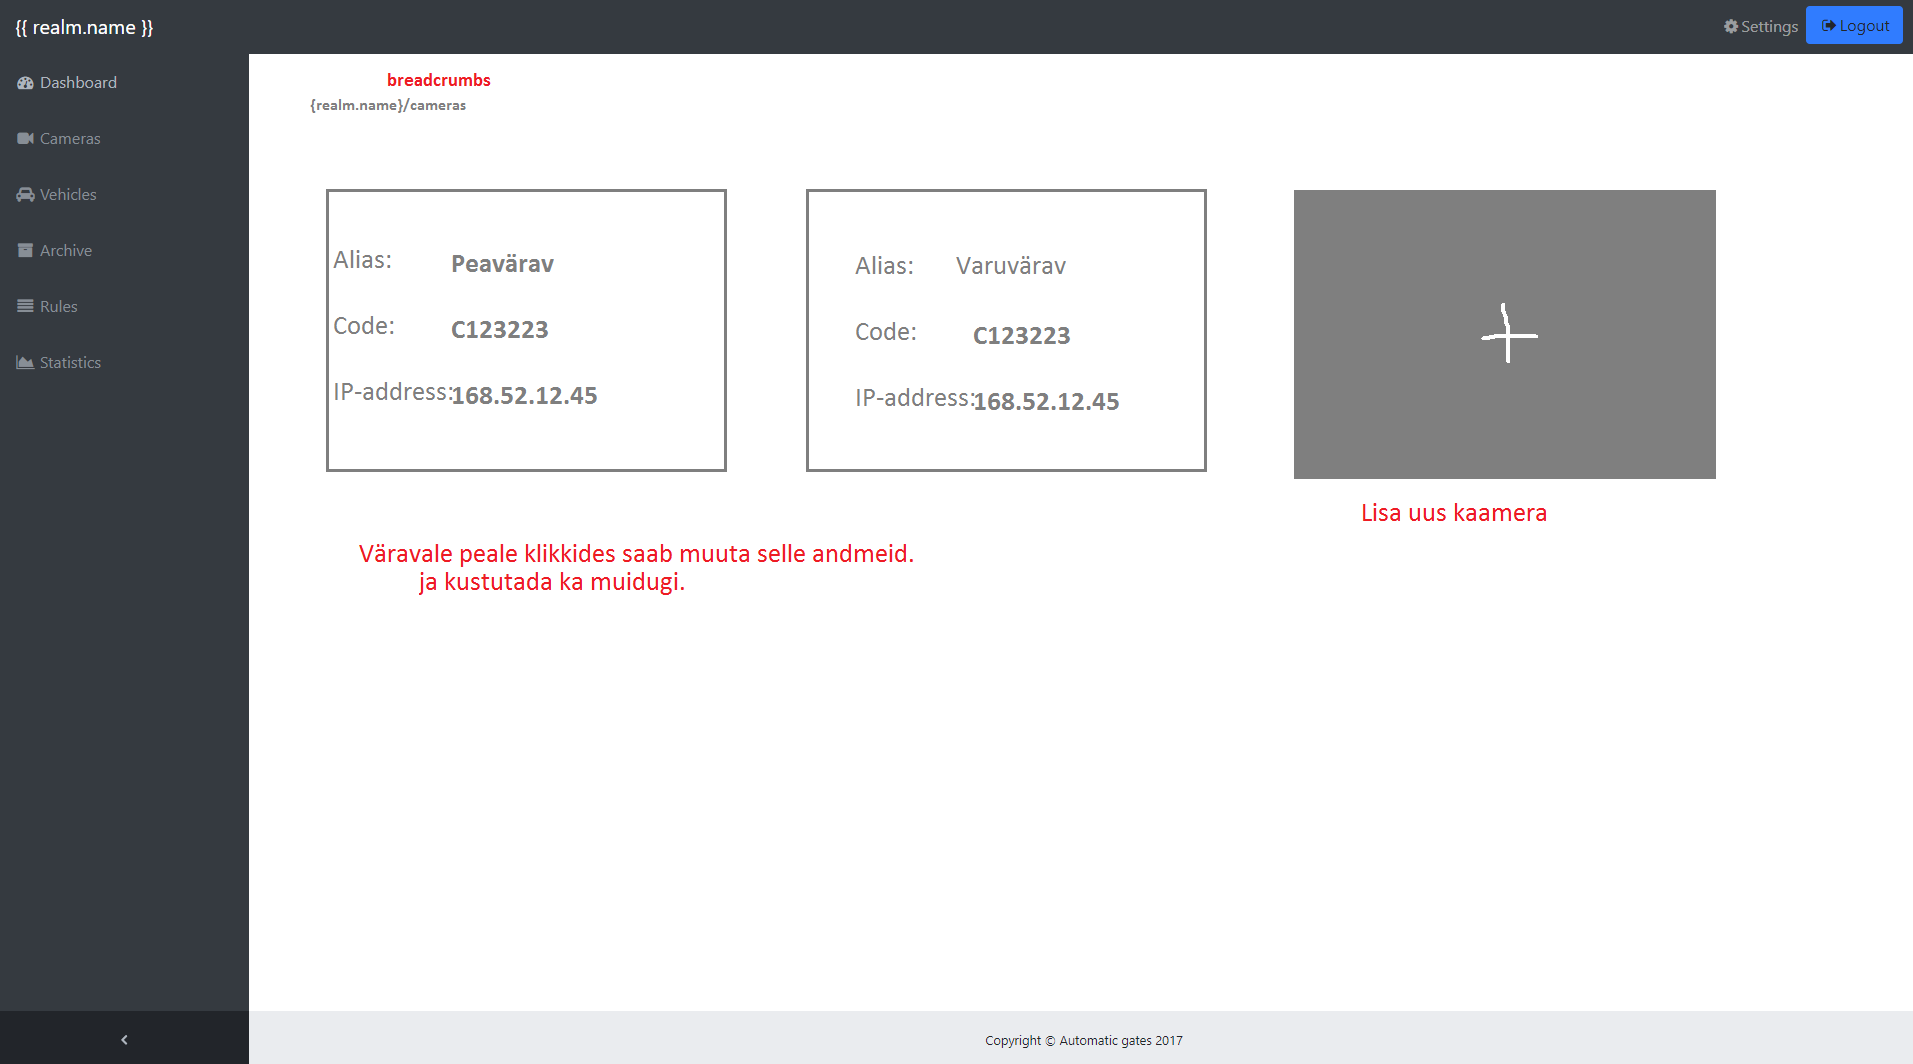 {{ realm.name }}
Settings
Logout
Dashboard
Cameras
Vehicles
Archive
Rules
Statistics
breadcrumbs
{realm.name}/cameras
Alias: Peavärav
Code: C123223
IP-address: 168.52.12.45
Alias: Varuvärav
Code: C123223
IP-address: 168.52.12.45
Lisa uus kaamera
Väravale peale klikkides saab muuta selle andmeid.
ja kustutada ka muidugi.
Copyright © Automatic gates 2017